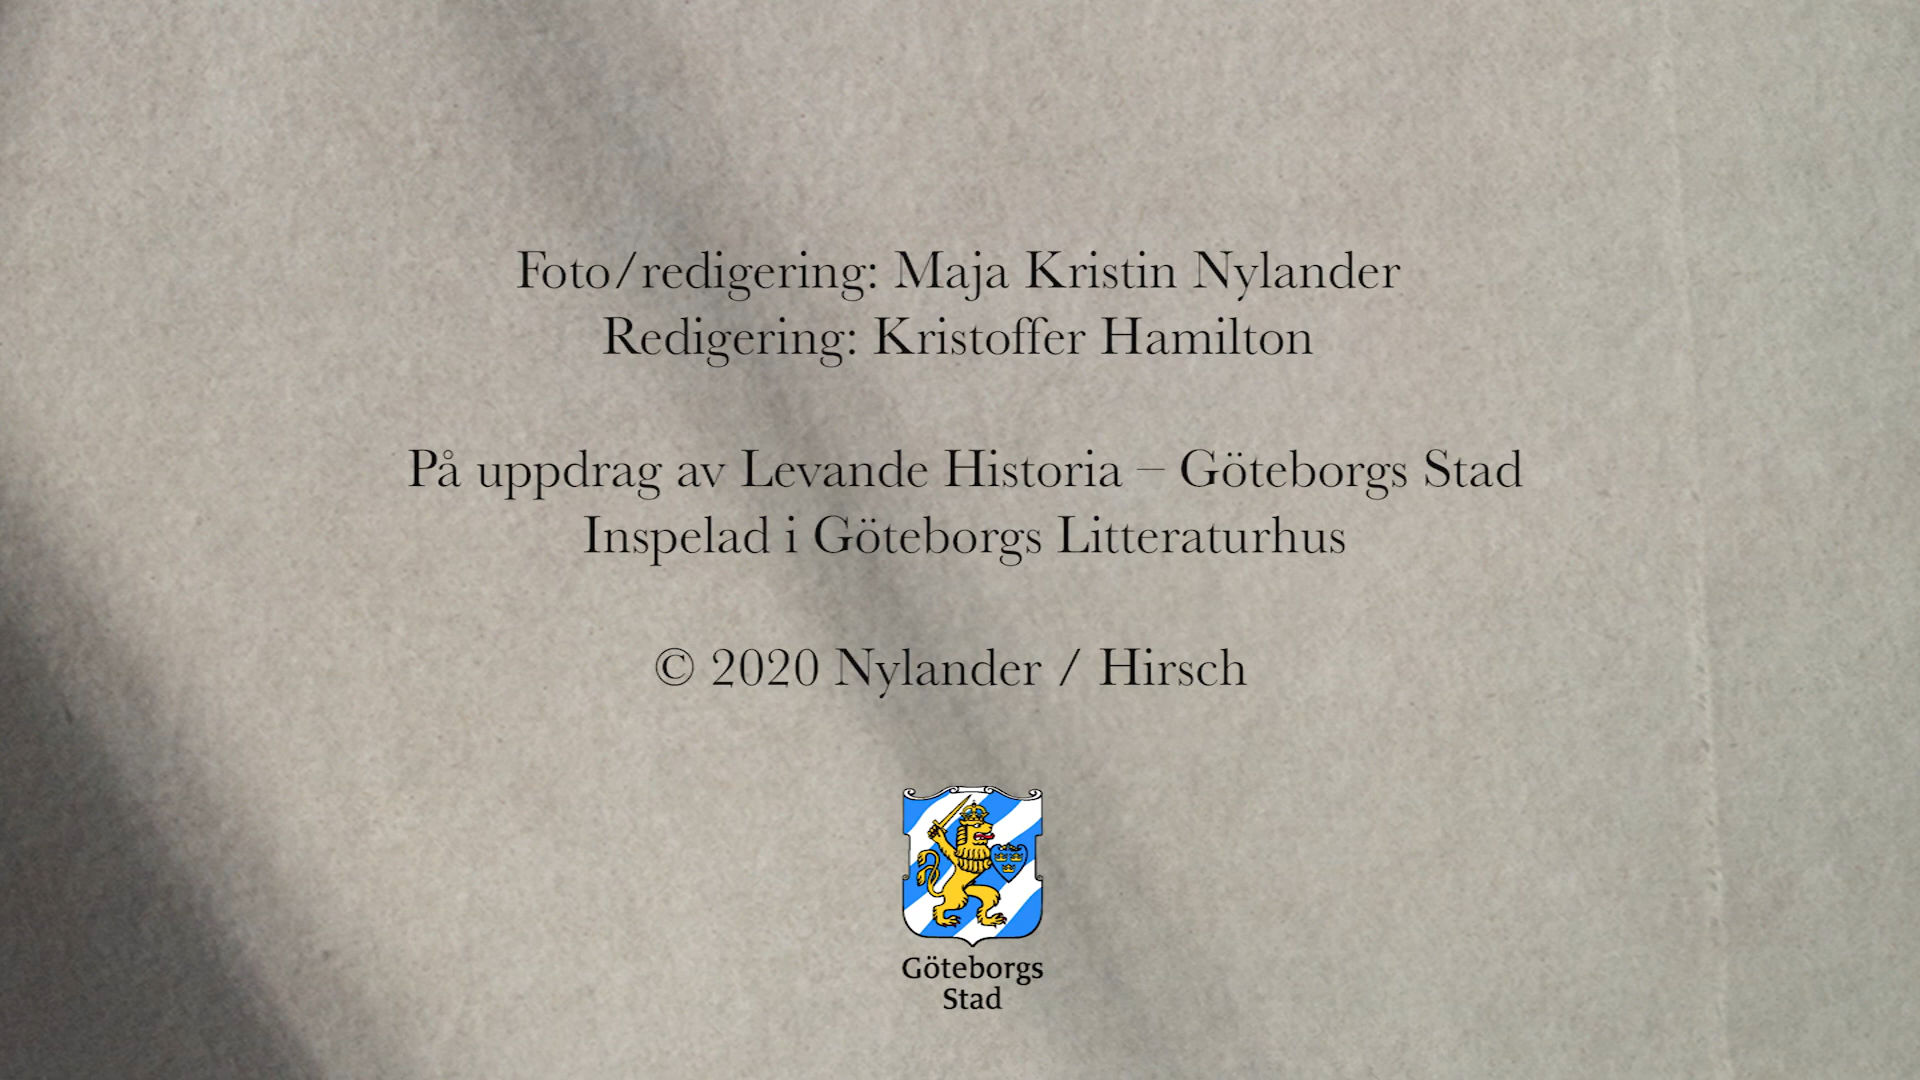 Foto/redigering: Maja Kristin Nylander
Redigering: Kristoffer Hamilton
På uppdrag av Levande Historia – Göteborgs Stad
Inspelad i Göteborgs Litteraturhus
© 2020 Nylander / Hirsch
Göteborgs
Stad